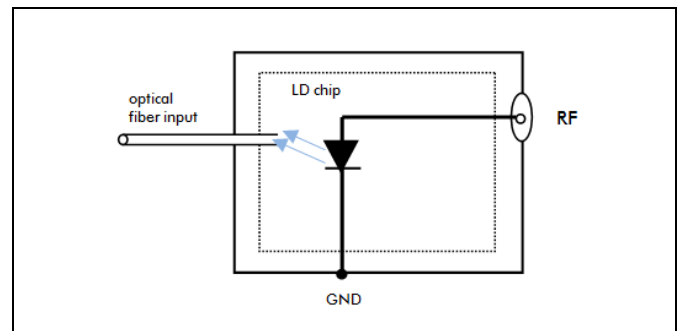 LD chip
optical
fiber input
RF
GND